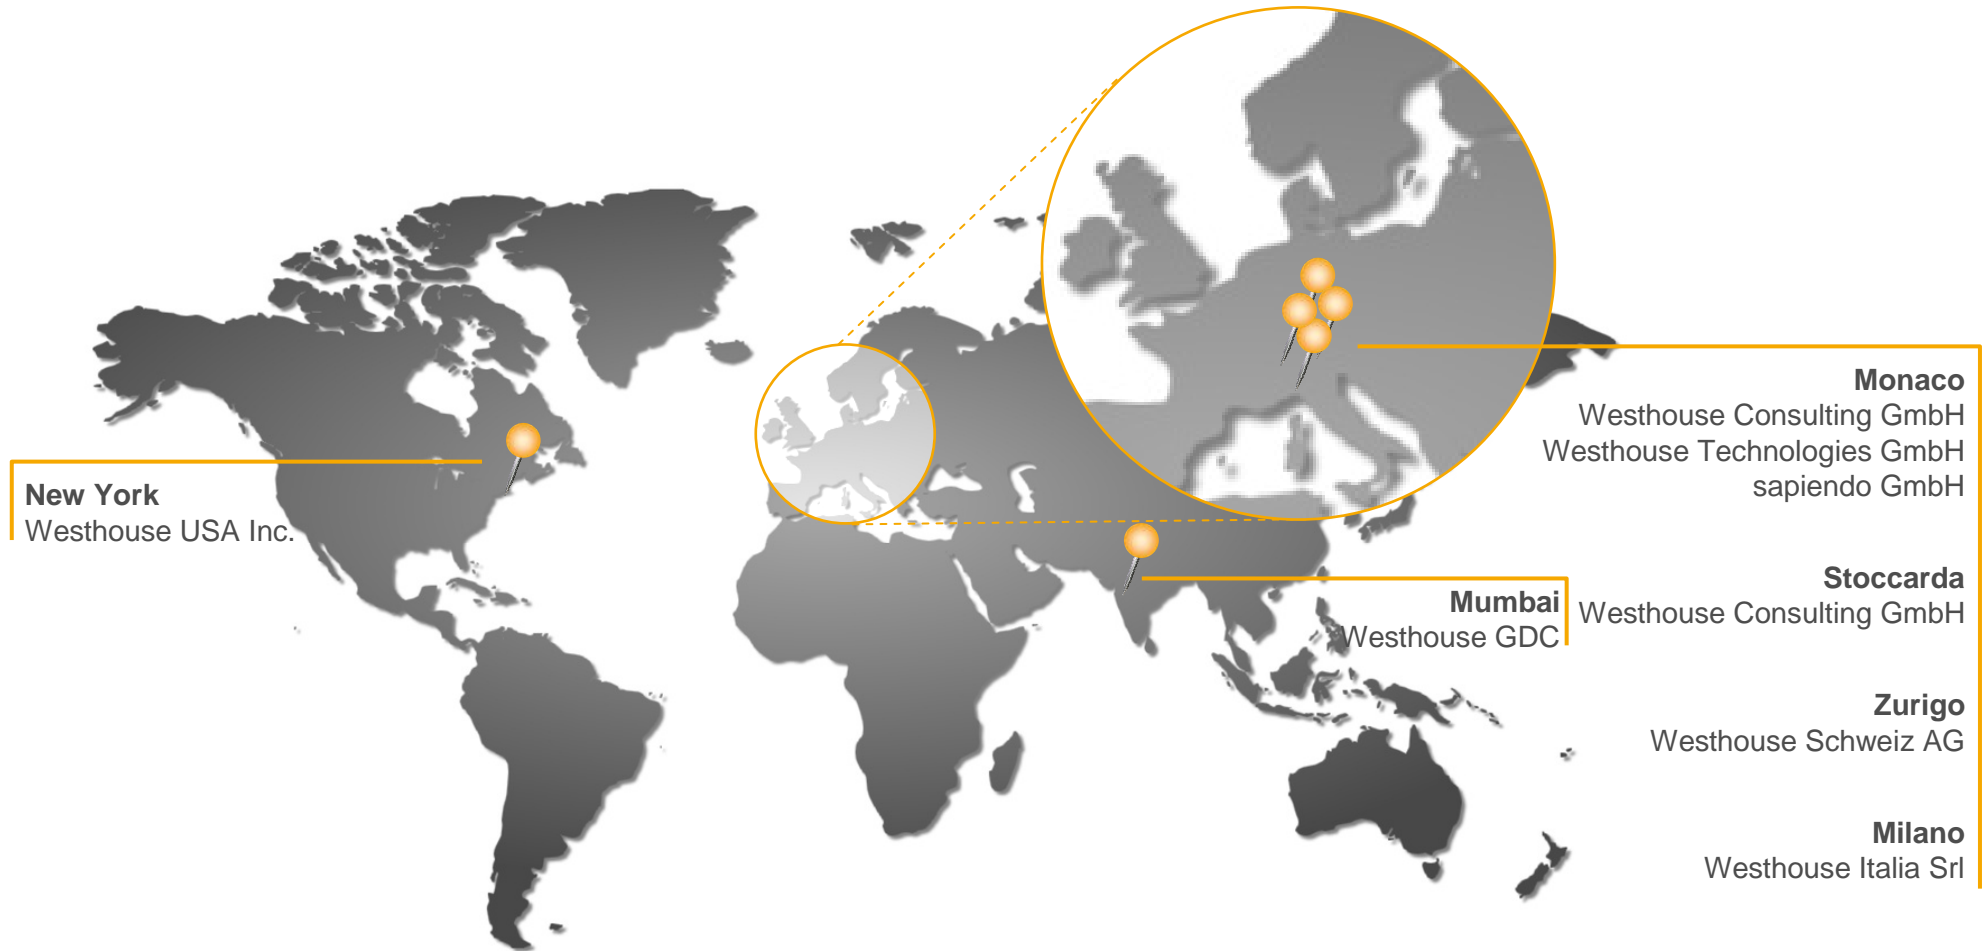 New York
Westhouse USA Inc.
Mumbai
Westhouse GDC
Monaco
Westhouse Consulting GmbH
Westhouse Technologies GmbH
sapiendo GmbH
Stoccarda
Westhouse Consulting GmbH
Zurigo
Westhouse Schweiz AG
Milano
Westhouse Italia Srl